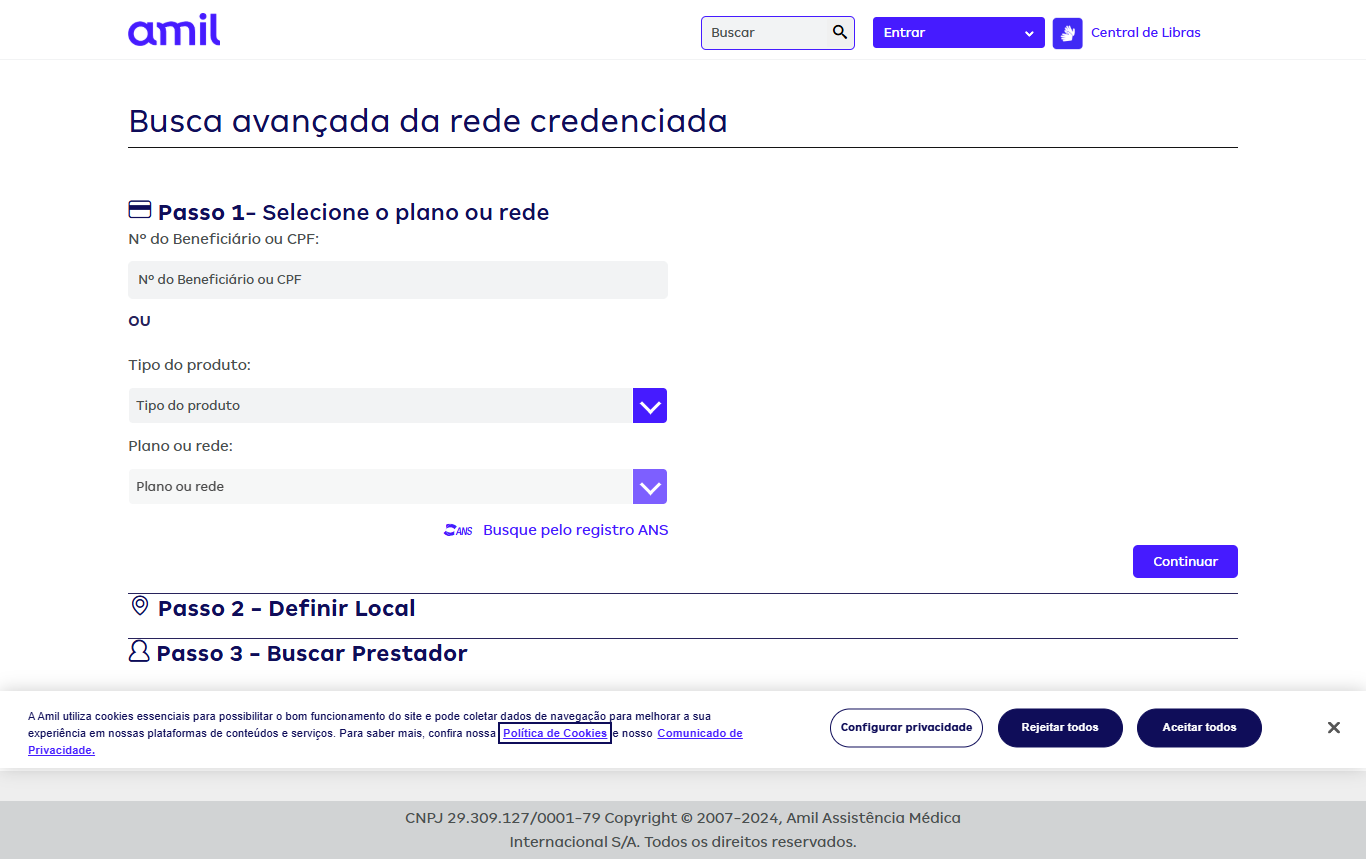 amil
Buscar
Entrar
Central de Libras
Busca avançada da rede credenciada
Passo 1- Selecione o plano ou rede
Nº do Beneficiário ou CPF:
Nº do Beneficiário ou CPF
OU
Tipo do produto:
Tipo do produto
Plano ou rede:
Plano ou rede
ANS Busque pelo registro ANS
Continuar
Passo 2 - Definir Local
Passo 3 - Buscar Prestador
A Amil utiliza cookies essenciais para possibilitar o bom funcionamento do site e pode coletar dados de navegação para melhorar a sua
experiência em nossas plataformas de conteúdos e serviços. Para saber mais, confira nossa Política de Cookies e nosso Comunicado de
Privacidade.
Configurar privacidade
Rejeitar todos
Aceitar todos
CNPJ 29.309.127/0001-79 Copyright © 2007-2024, Amil Assistência Médica
Internacional S/A. Todos os direitos reservados.